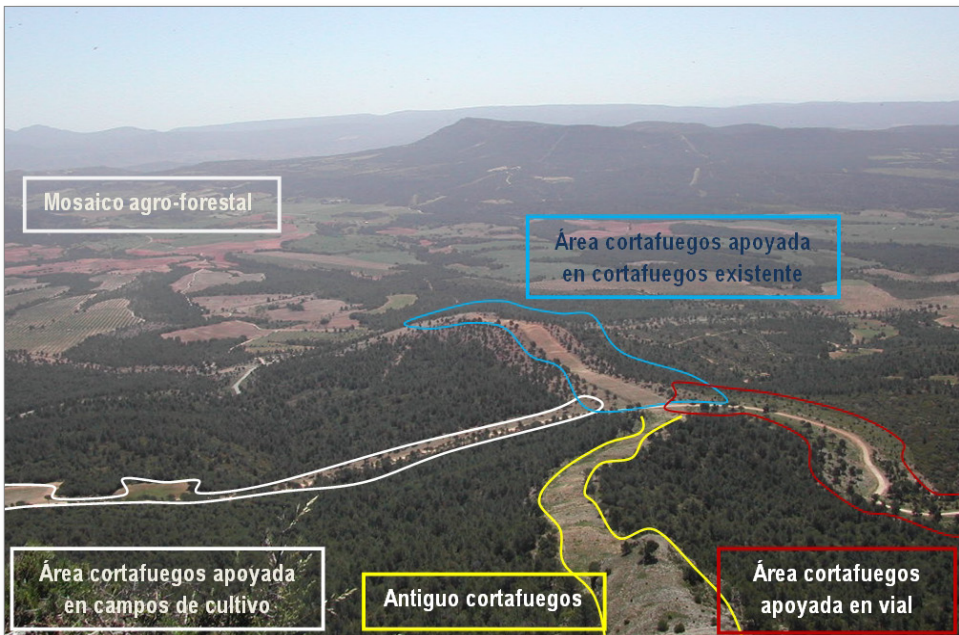 Mosaico agro-forestal
Área cortafuegos apoyada
en cortafuegos existente
Área cortafuegos apoyada
en campos de cultivo
Antiguo cortafuegos
Área cortafuegos
apoyada en vial